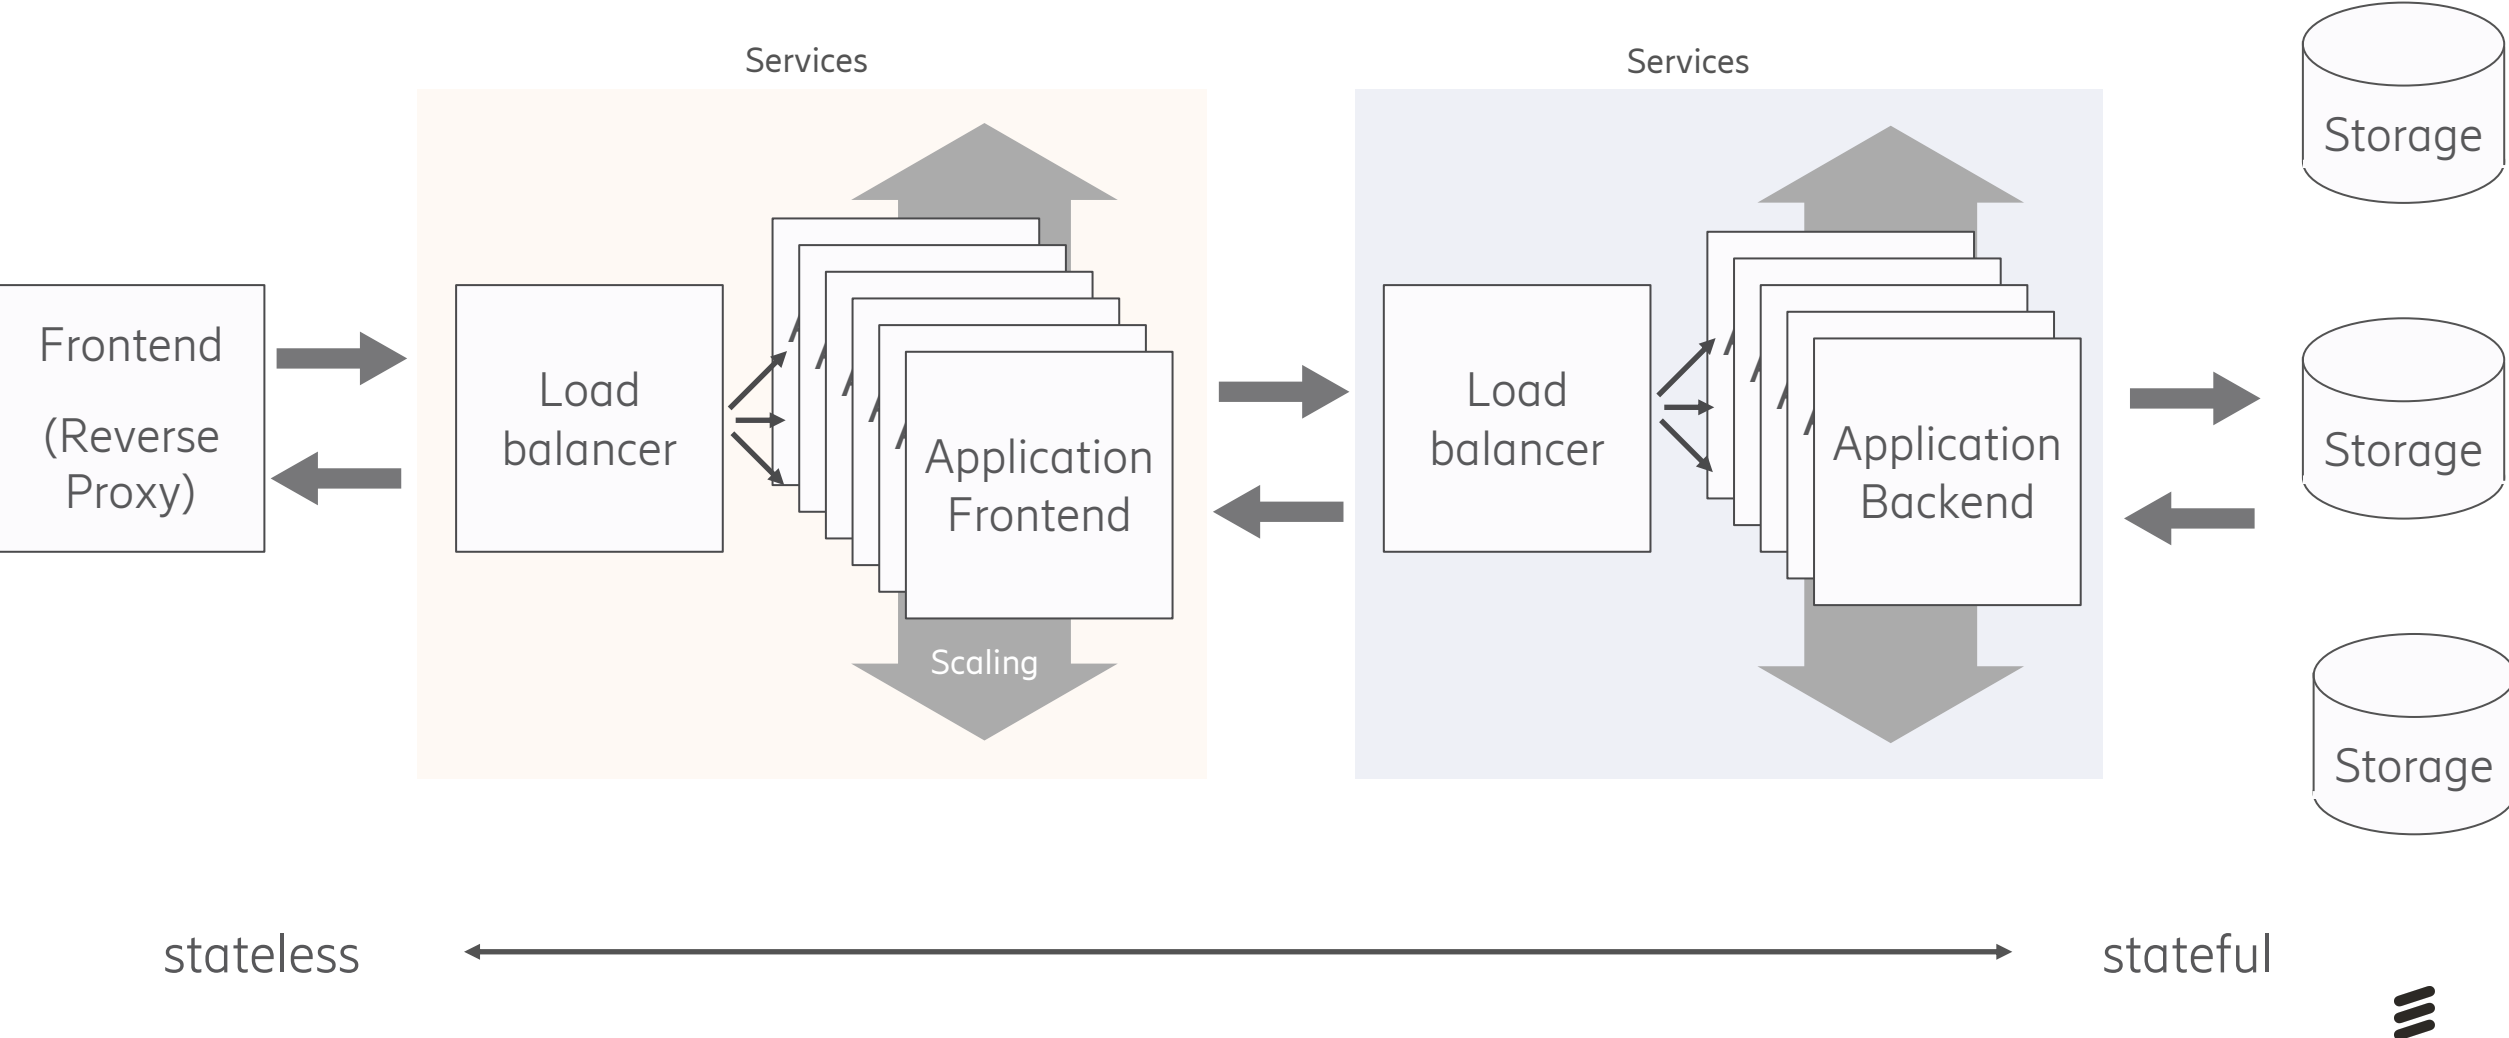 Services
Services
Storage
Frontend
(Reverse
Proxy)
Load
balancer
Application
Frontend
Scaling
Load
balancer
Application
Backend
Storage
Storage
stateless
stateful